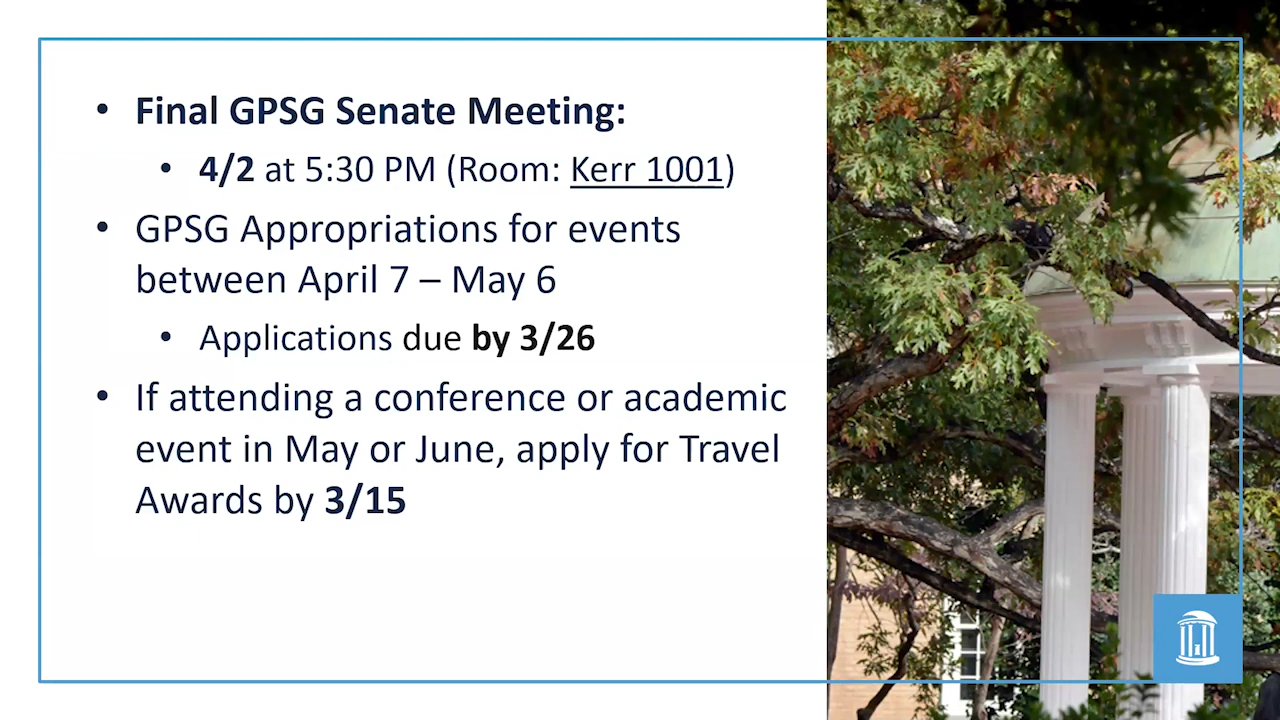 • Final GPSG Senate Meeting:
• 4/2 at 5:30 PM (Room: Kerr 1001)
• GPSG Appropriations for events
between April 7 – May 6
• Applications due by 3/26
• If attending a conference or academic
event in May or June, apply for Travel
Awards by 3/15